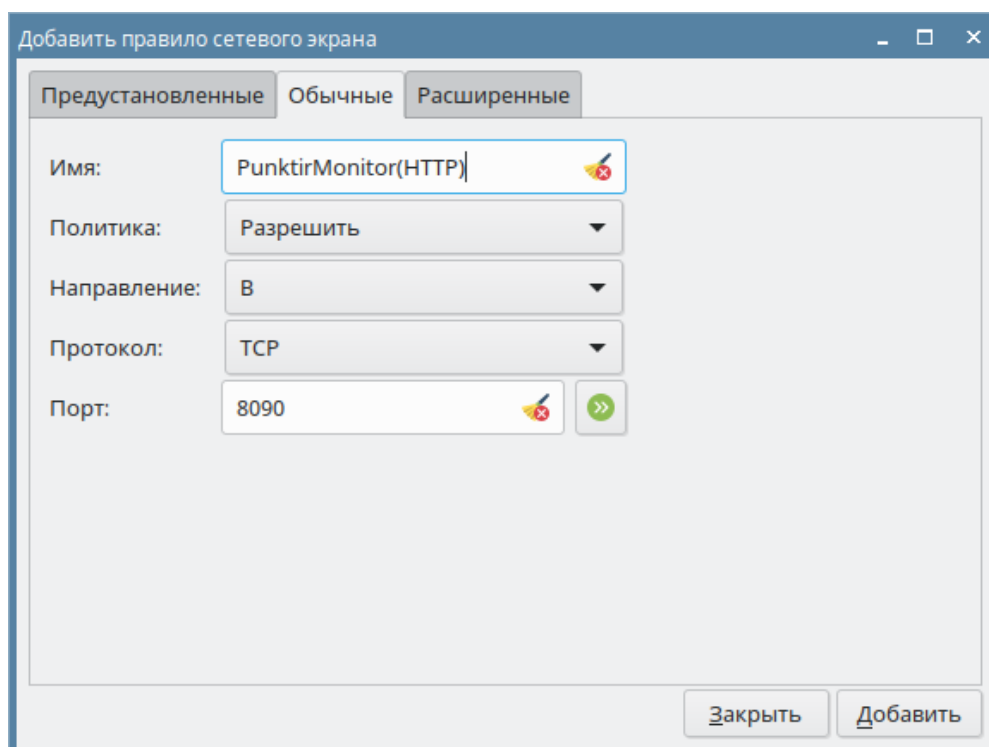 Добавить правило сетевого экрана
Предустановленные Обычные Расширенные
Имя: PunktirMonitor(HTTP)
Политика: Разрешить
Направление: В
Протокол: TCP
Порт: 8090
Закрыть Добавить